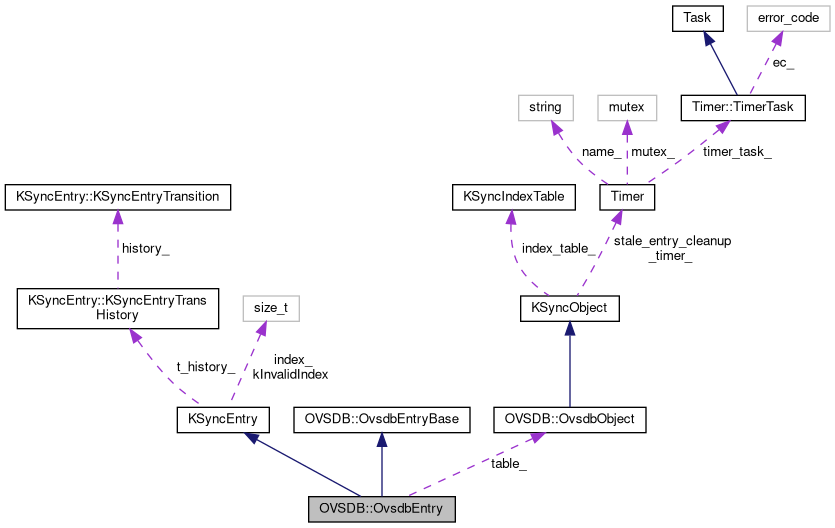 Task
error_code
ec_
string
mutex
Timer::TimerTask
name_
mutex_
timer_task_
KSyncEntry::KSyncEntryTransition
KSyncIndexTable
Timer
history_
index_table_
stale_entry_cleanup
_timer_
KSyncEntry::KSyncEntryTrans
History
size_t
KSyncObject
t_history_
index_
kInvalidIndex
KSyncEntry
OVSDB::OvsdbEntryBase
OVSDB::OvsdbObject
table_
OVSDB::OvsdbEntry